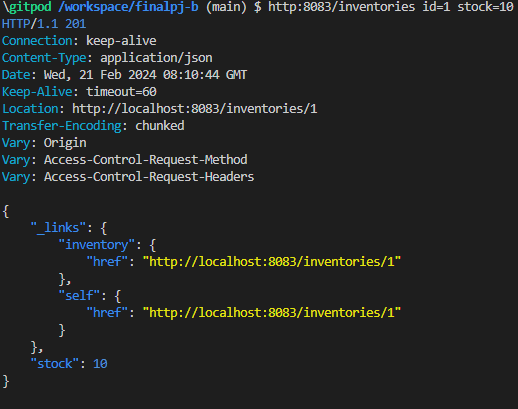 \gitpod /workspace/finalpj-b (main) $ http:8083/inventories id=1 stock=10
HTTP/1.1 201
Connection: keep-alive
Content-Type: application/json
Date: Wed, 21 Feb 2024 08:10:44 GMT
Keep-Alive: timeout=60
Location: http://localhost:8083/inventories/1
Transfer-Encoding: chunked
Vary: Origin
Vary: Access-Control-Request-Method
Vary: Access-Control-Request-Headers

{
    "_links": {
        "inventory": {
            "href": "http://localhost:8083/inventories/1"
        },
        "self": {
            "href": "http://localhost:8083/inventories/1"
        }
    },
    "stock": 10
}